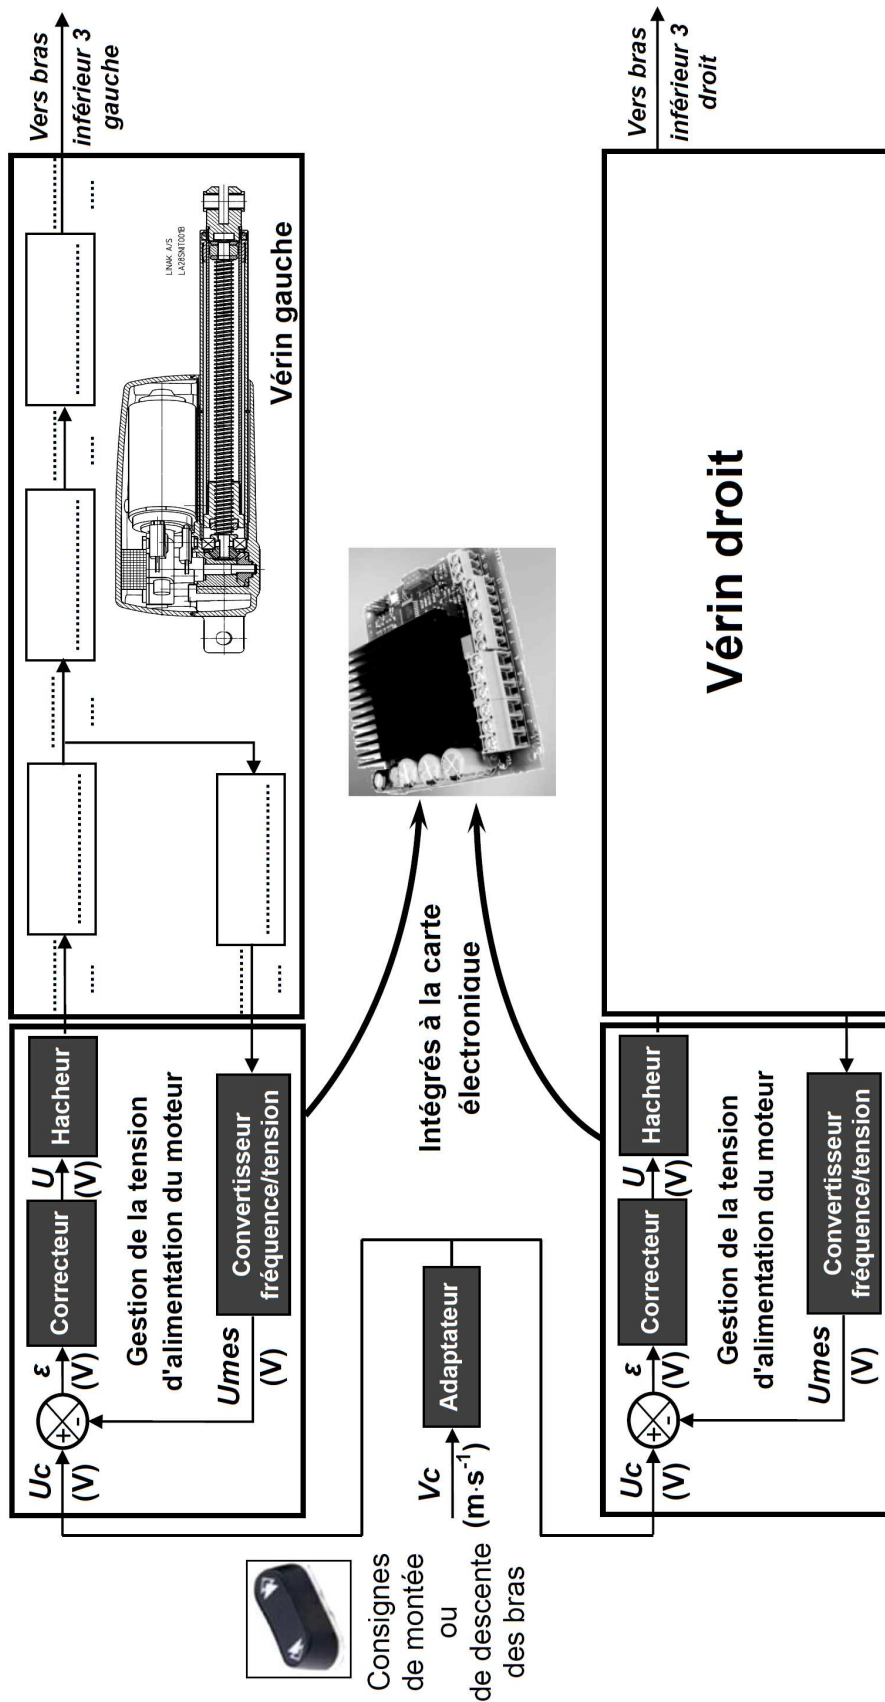 Vers bras
inférieur 3
gauche
LINAK A/S
LA28SNIT001B
Vérin gauche
Uc
(V)
+
-
ε
(V)
Correcteur
U
(V)
Hacheur
Gestion de la tension
d'alimentation du moteur
Umes
(V)
Convertisseur
fréquence/tension
Intégrés à la carte
électronique
Consignes
de montée
ou
de descente
des bras
Vc
(m·s⁻¹)
Adaptateur
Vers bras
inférieur 3
droit
Vérin droit
Uc
(V)
+
-
ε
(V)
Correcteur
U
(V)
Hacheur
Gestion de la tension
d'alimentation du moteur
Umes
(V)
Convertisseur
fréquence/tension